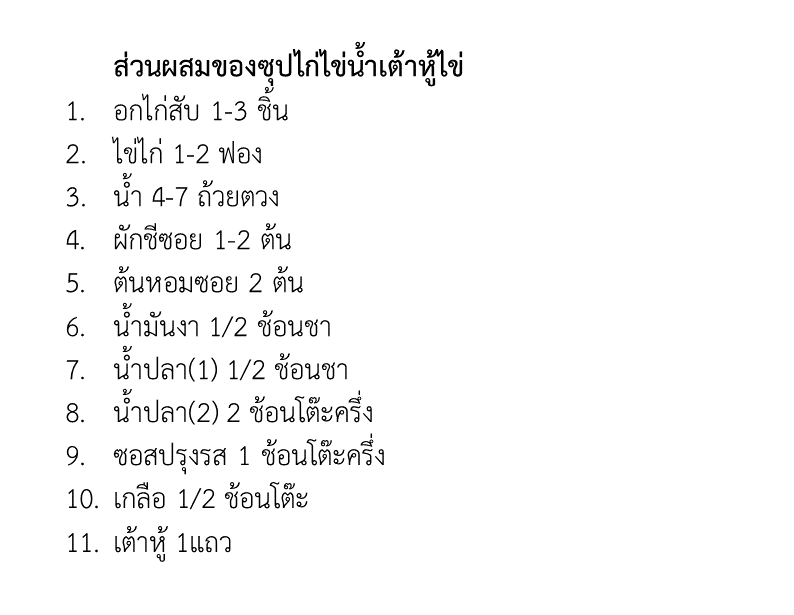 ส่วนผสมของซุปไก่ไข่น้ำเต้าหู้ไข่
1. อกไก่สับ 1-3 ชิ้น
2. ไข่ไก่ 1-2 ฟอง
3. น้ำ 4-7 ถ้วยตวง
4. ผักชีซอย 1-2 ต้น
5. ต้นหอมซอย 2 ต้น
6. น้ำมันงา 1/2 ช้อนชา
7. น้ำปลา(1) 1/2 ช้อนชา
8. น้ำปลา(2) 2 ช้อนโต๊ะครึ่ง
9. ซอสปรุงรส 1 ช้อนโต๊ะครึ่ง
10. เกลือ 1/2 ช้อนโต๊ะ
11. เต้าหู้ 1แถว